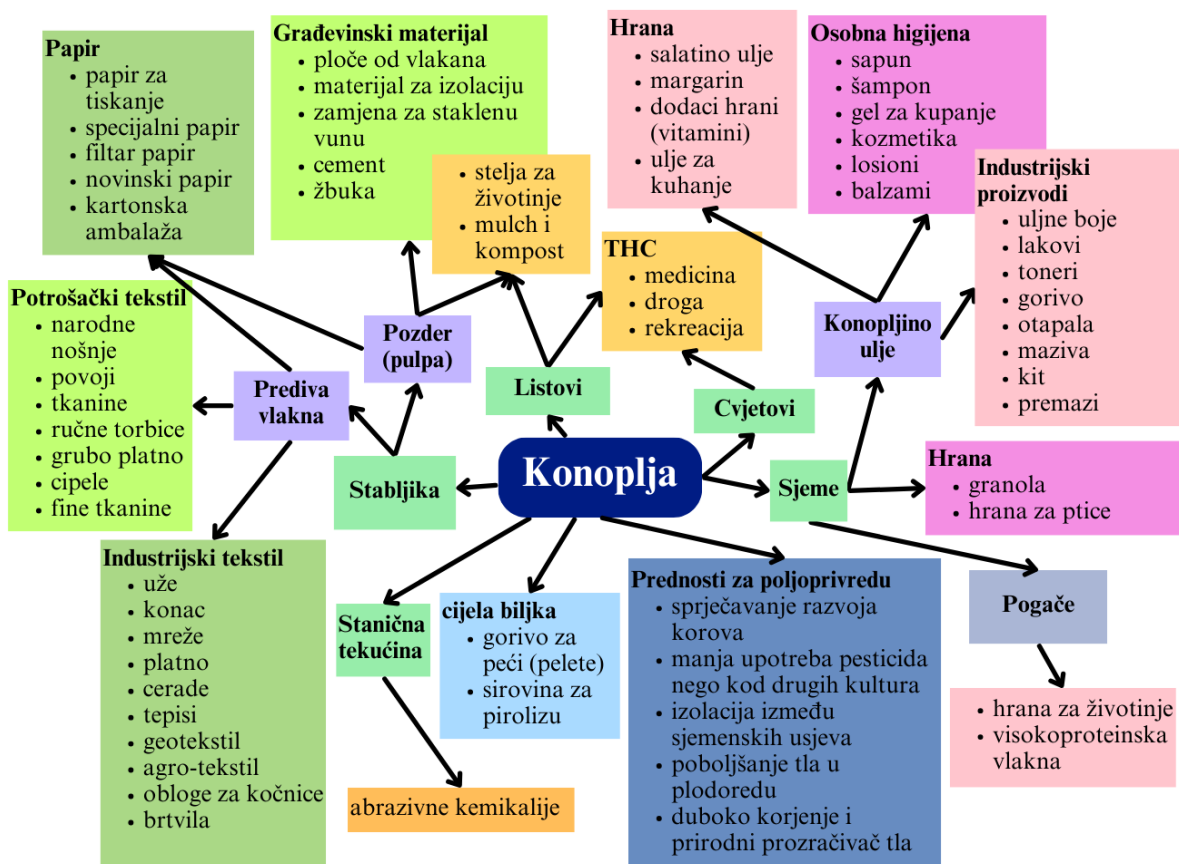 Papir
papir za
tiskanje
specijalni papir
filtar papir
novinski papir
kartonska
ambalaža
Građevinski materijal
ploče od vlakana
materijal za izolaciju
zamjena za staklenu
vunu
cement
žbuka
stelja za
životinje
mulch i
kompost
Hrana
salatino ulje
margarin
dodaci hrani
(vitamini)
ulje za
kuhanje
Osobna higijena
sapun
šampon
gel za kupanje
kozmetika
losioni
balzami
Industrijski
proizvodi
uljne boje
lakovi
toneri
gorivo
otapala
maziva
kit
premazi
THC
medicina
droga
rekreacija
Potrošački tekstil
narodne
nošnje
povoji
tkanine
ručne torbice
grubo platno
cipele
fine tkanine
Prediva
vlakna
Pozder
(pulpa)
Listovi
Cvjetovi
Konopljino
ulje
Stabljika
Konoplja
Sjeme
Hrana
granola
hrana za ptice
Industrijski tekstil
uže
konac
mreže
platno
cerade
tepisi
geotekstil
agro-tekstil
obloge za kočnice
brtvila
Stanična
tekućina
abrazivne kemikalije
cijela biljka
gorivo za
peći (pelete)
sirovina za
pirolizu
Prednosti za poljoprivredu
sprječavanje razvoja
korova
manja upotreba pesticida
nego kod drugih kultura
izolacija između
sjemenskih usjeva
poboljšanje tla u
plodoredu
duboko korjenje i
prirodni prozračivač tla
Pogače
hrana za životinje
visokoproteinska
vlakna